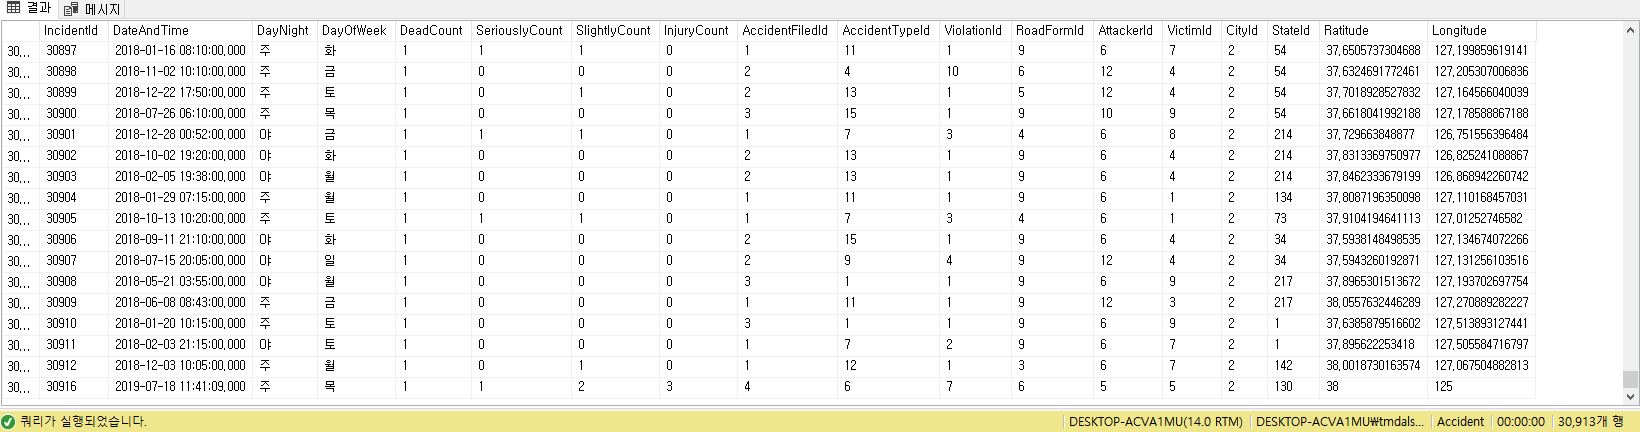 결과 메시지
IncidentId DateAndTime DayNight DayOfWeek DeadCount SeriouslyCount SlightlyCount InjuryCount AccidentFiledId AccidentTypeId ViolationId RoadFormId AttackerId VictimId CityId StateId Ratitude Longitude
30... 30897 2018-01-16 08:10:00,000 주 화 1 1 1 0 1 11 1 9 6 7 2 54 37,6505737304688 127,199859619141
30... 30898 2018-11-02 10:10:00,000 주 금 1 0 0 0 2 4 10 6 12 4 2 54 37,6324691772461 127,205307006836
30... 30899 2018-12-22 17:50:00,000 주 토 1 0 1 0 2 13 1 5 12 4 2 54 37,7018928527832 127,164566040039
30... 30900 2018-07-26 06:10:00,000 주 목 1 0 0 0 3 15 1 9 10 9 2 54 37,6618041992188 127,178588867188
30... 30901 2018-12-28 00:52:00,000 야 금 1 1 1 0 1 7 3 4 6 8 2 214 37,729663848877 126,751556396484
30... 30902 2018-10-02 19:20:00,000 야 화 1 0 0 0 2 13 1 9 6 4 2 214 37,8313369750977 126,825241088867
30... 30903 2018-02-05 19:38:00,000 야 월 1 0 0 0 2 13 1 9 6 4 2 214 37,8462333679199 126,868942260742
30... 30904 2018-01-29 07:15:00,000 주 월 1 0 0 0 1 11 1 9 6 1 2 134 37,8087196350098 127,110168457031
30... 30905 2018-10-13 10:20:00,000 주 토 1 1 1 0 1 7 3 4 6 1 2 73 37,9104194641113 127,01252746582
30... 30906 2018-09-11 21:10:00,000 야 화 1 0 0 0 2 15 1 9 6 4 2 34 37,5938148498535 127,134674072266
30... 30907 2018-07-15 20:05:00,000 야 일 1 0 0 0 2 9 4 9 12 4 2 34 37,5943260192871 127,131256103516
30... 30908 2018-05-21 03:55:00,000 야 월 1 0 0 0 3 1 1 9 6 9 2 217 37,8965301513672 127,193702697754
30... 30909 2018-06-08 08:43:00,000 주 금 1 0 0 0 1 11 1 9 12 3 2 217 38,0557632446289 127,270889282227
30... 30910 2018-01-20 10:15:00,000 주 토 1 0 0 0 3 1 1 9 6 9 2 1 37,6385879516602 127,513893127441
30... 30911 2018-02-03 21:15:00,000 야 토 1 0 0 0 1 7 2 9 6 7 2 1 37,895622253418 127,505584716797
30... 30912 2018-12-03 10:05:00,000 주 월 1 0 1 0 1 12 1 3 6 7 2 142 38,0018730163574 127,067504882813
30... 30916 2019-07-18 11:41:09,000 주 목 1 1 2 3 4 6 7 6 5 5 2 130 38 125
쿼리가 실행되었습니다. DESKTOP-ACVA1MU(14.0 RTM) DESKTOP-ACVA1MU₩tmdals... Accident 00:00:00 30,913개 행